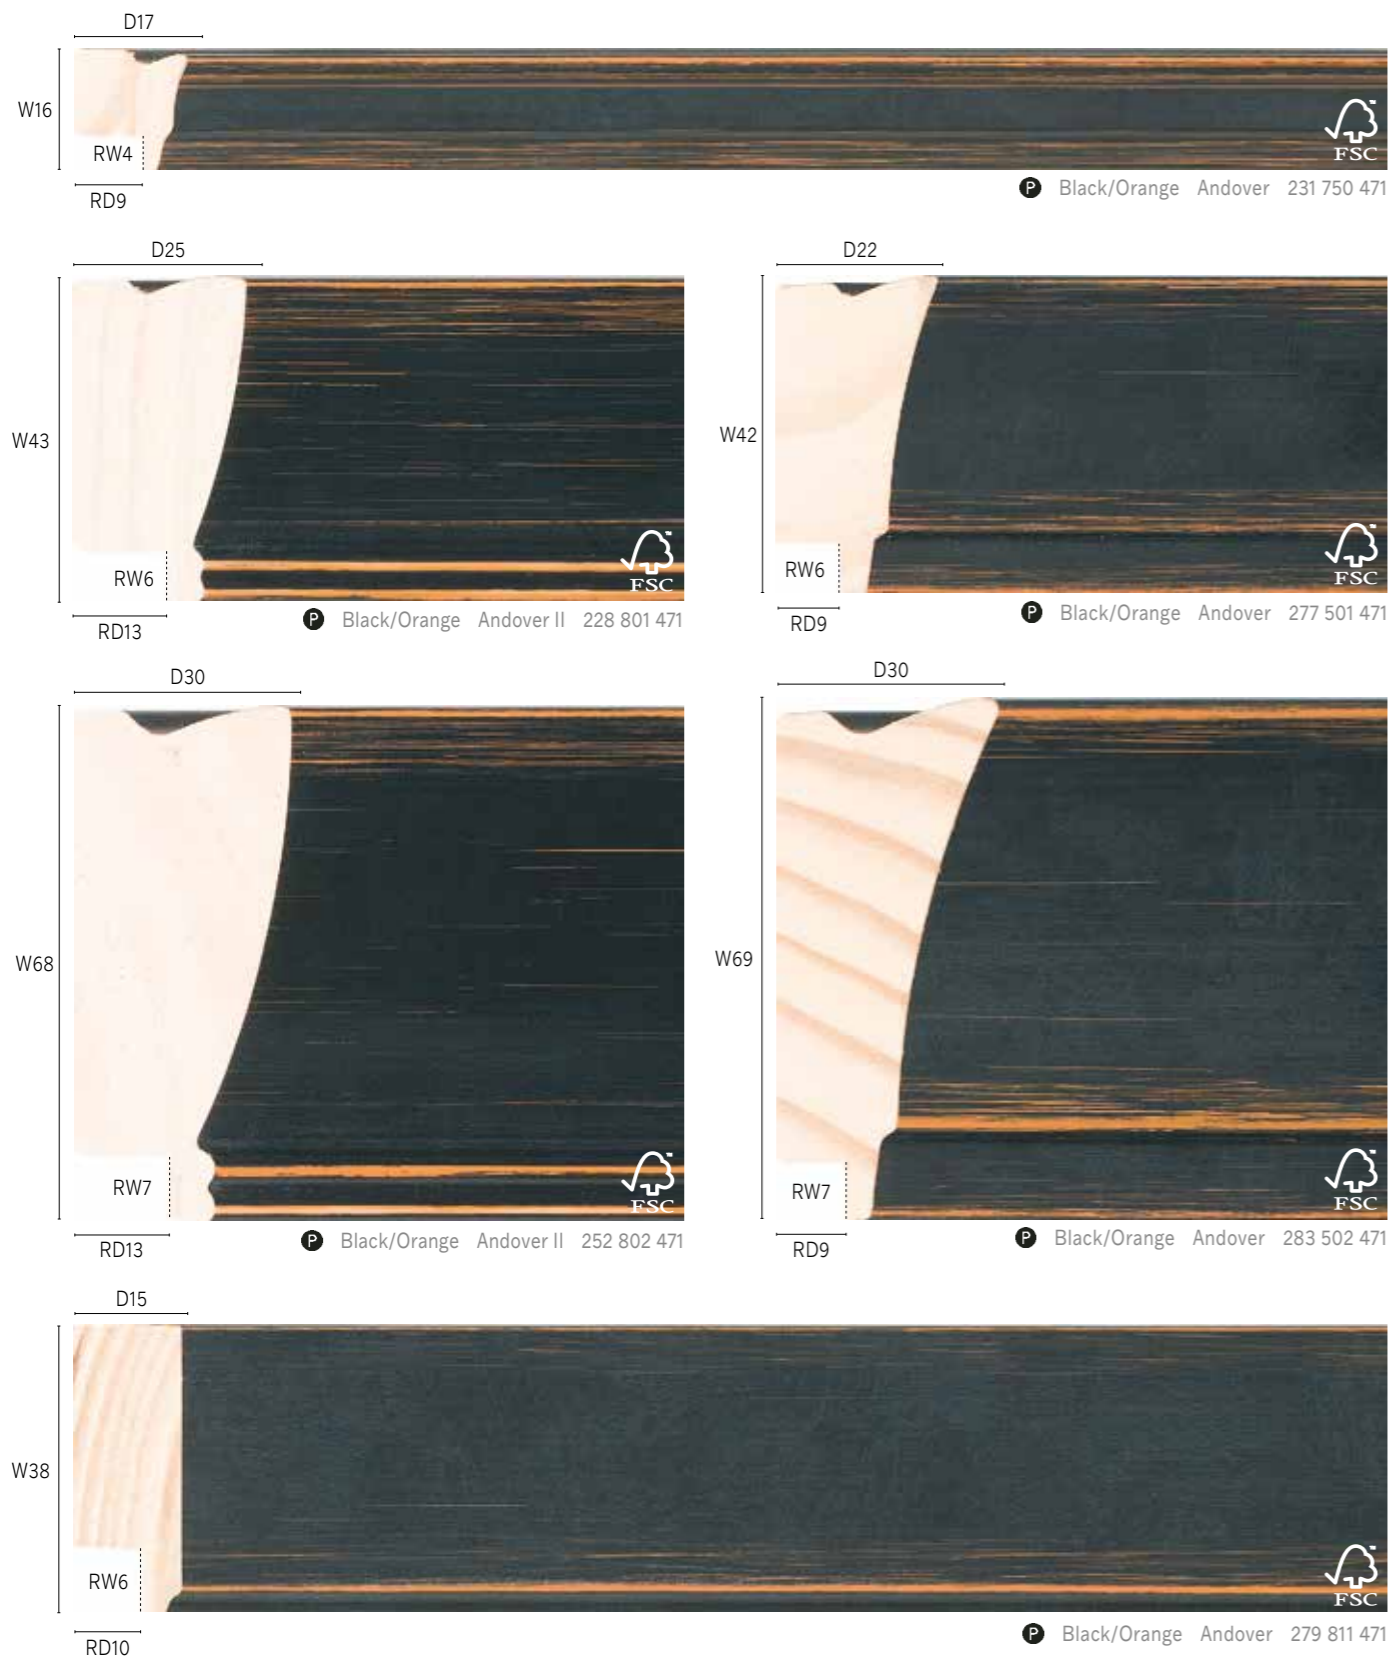 D17
W16
RW4
RD9
FSC
P Black/Orange Andover 231 750 471
D25
W43
RW6
RD13
FSC
P Black/Orange Andover II 228 801 471
D22
W42
RW6
RD9
FSC
P Black/Orange Andover 277 501 471
D30
W68
RW7
RD13
FSC
P Black/Orange Andover II 252 802 471
D30
W69
RW7
RD9
FSC
P Black/Orange Andover 283 502 471
D15
W38
RW6
RD10
FSC
P Black/Orange Andover 279 811 471